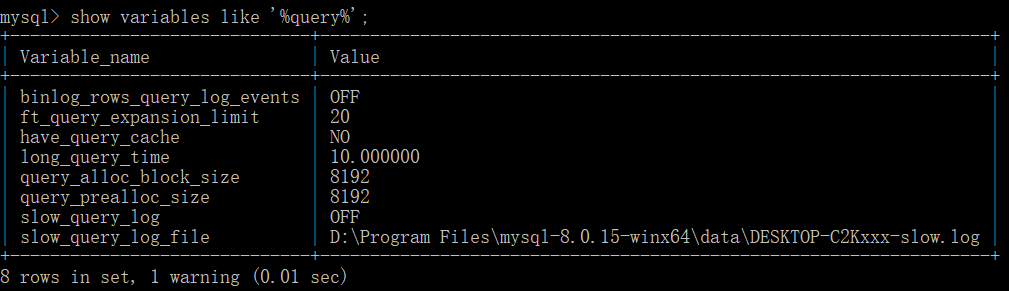 mysql> show variables like '%query%';
+------------------------------+------------------------------------------------------------------+
| Variable_name | Value |
+------------------------------+------------------------------------------------------------------+
| binlog_rows_query_log_events | OFF |
| ft_query_expansion_limit | 20 |
| have_query_cache | NO |
| long_query_time | 10.000000 |
| query_alloc_block_size | 8192 |
| query_prealloc_size | 8192 |
| slow_query_log | OFF |
| slow_query_log_file | D:\Program Files\mysql-8.0.15-winx64\data\DESKTOP-C2Kxxx-slow.log |
+------------------------------+------------------------------------------------------------------+
8 rows in set, 1 warning (0.01 sec)